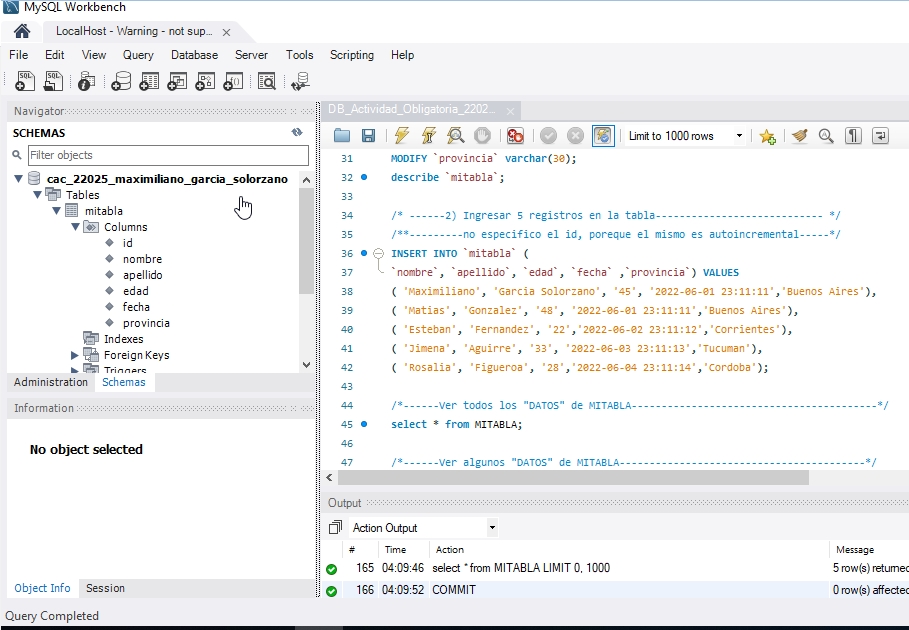 MySQL Workbench
LocalHost - Warning - not sup...
File Edit View Query Database Server Tools Scripting Help
Navigator
SCHEMAS
Filter objects
cac_22025_maximiliano_garcia_solorzano
Tables
mitabla
Columns
id
nombre
apellido
edad
fecha
provincia
Indexes
Foreign Keys
Triggers
Administration Schemas
Information
No object selected
Object Info Session
Query Completed
DB_Actividad_Obligatoria_2202...
Limit to 1000 rows
31 MODIFY `provincia` varchar(30);
32 describe `mitabla`;
33
34 /* ------2) Ingresar 5 registros en la tabla---------------------------- */
35 /**---------no especifico el id, poreque el mismo es autoincremental-----*/
36 INSERT INTO `mitabla` (
37 `nombre`, `apellido`, `edad`, `fecha` ,`provincia`) VALUES
38 ( 'Maximiliano', 'Garcia Solorzano', '45', '2022-06-01 23:11:11','Buenos Aires'),
39 ( 'Matias', 'Gonzalez', '48', '2022-06-01 23:11:11','Buenos Aires'),
40 ( 'Esteban', 'Fernandez', '22','2022-06-02 23:11:12','Corrientes'),
41 ( 'Jimena', 'Aguirre', '33', '2022-06-03 23:11:13','Tucuman'),
42 ( 'Rosalia', 'Figueroa', '28','2022-06-04 23:11:14','Cordoba');
43
44 /*------Ver todos los "DATOS" de MITABLA-----------------------------------------*/
45 select * from MITABLA;
46
47 /*------Ver algunos "DATOS" de MITABLA-----------------------------------------*/
Output
Action Output
# Time Action Message
165 04:09:46 select * from MITABLA LIMIT 0, 1000 5 row(s) returned
166 04:09:52 COMMIT 0 row(s) affected